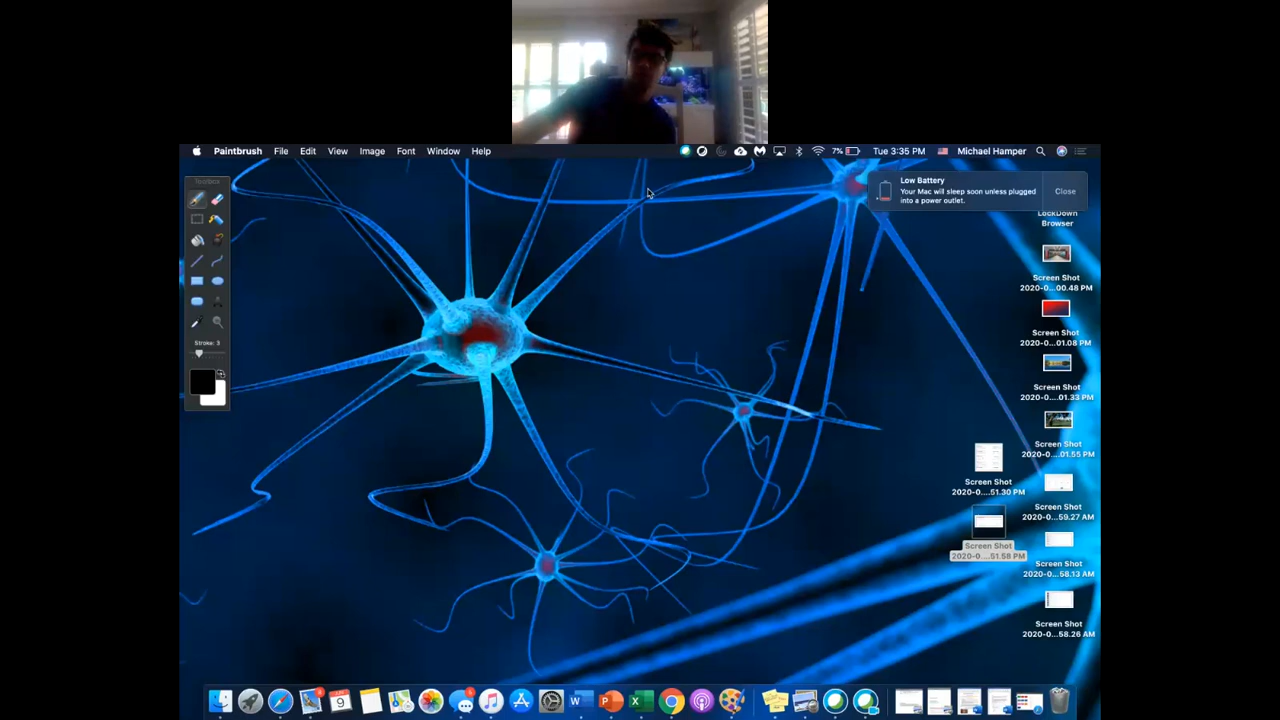 Paintbrush File Edit View Image Font Window Help 7% Tue 3:35 PM Michael Hamper
Low Battery
Your Mac will sleep soon unless plugged
into a power outlet.
Close
LockDown
Browser
Screen Shot
2020-0...00.48 PM
Screen Shot
2020-0...01.08 PM
Screen Shot
2020-0...01.33 PM
Screen Shot
2020-0....01.55 PM
Screen Shot
2020-0....51.30 PM
Screen Shot
2020-0...59.27 AM
Screen Shot
2020-0....51.58 PM
Screen Shot
2020-0...58.13 AM
Screen Shot
2020-0...58.26 AM
Toolbox
Stroke: 3
JUN
9